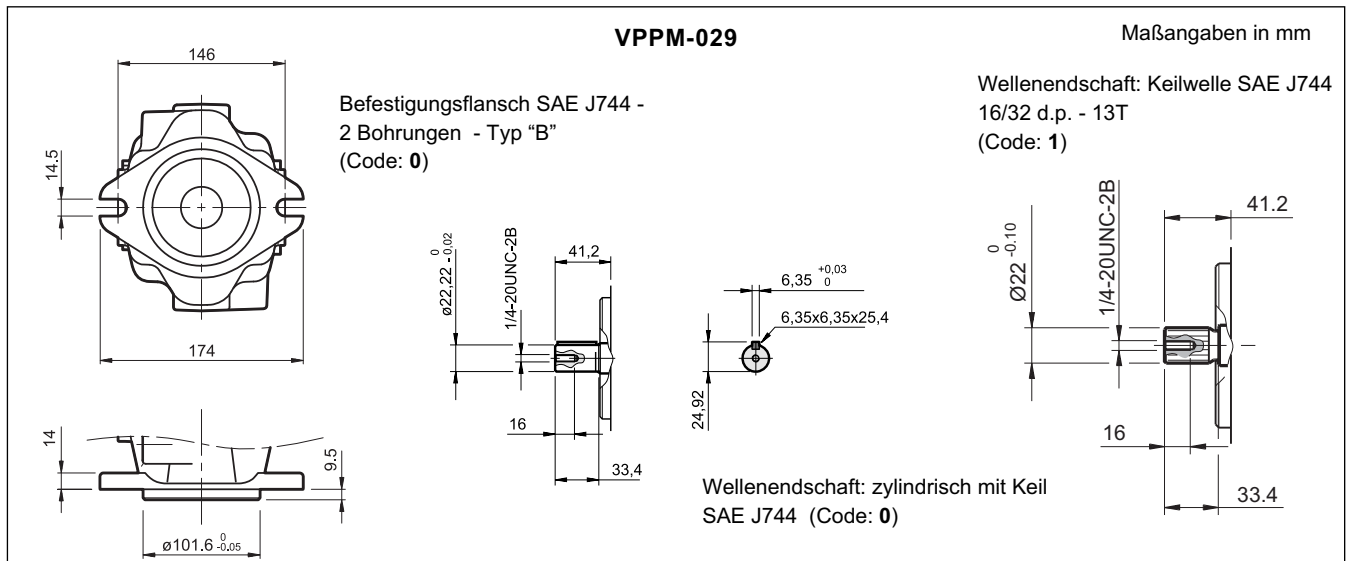 VPPM-029
Maßangaben in mm
146
14.5
174
Befestigungsflansch SAE J744 -
2 Bohrungen - Typ “B”
(Code: 0)
14
9.5
ø101.6 0 -0.05
ø22,22 0 -0,02
1/4-20UNC-2B
41,2
16
33,4
6,35 +0,03 0
6,35x6,35x25,4
24,92
Wellenendschaft: zylindrisch mit Keil
SAE J744 (Code: 0)
Wellenendschaft: Keilwelle SAE J744
16/32 d.p. - 13T
(Code: 1)
Ø22 0 -0.10
1/4-20UNC-2B
41.2
16
33.4